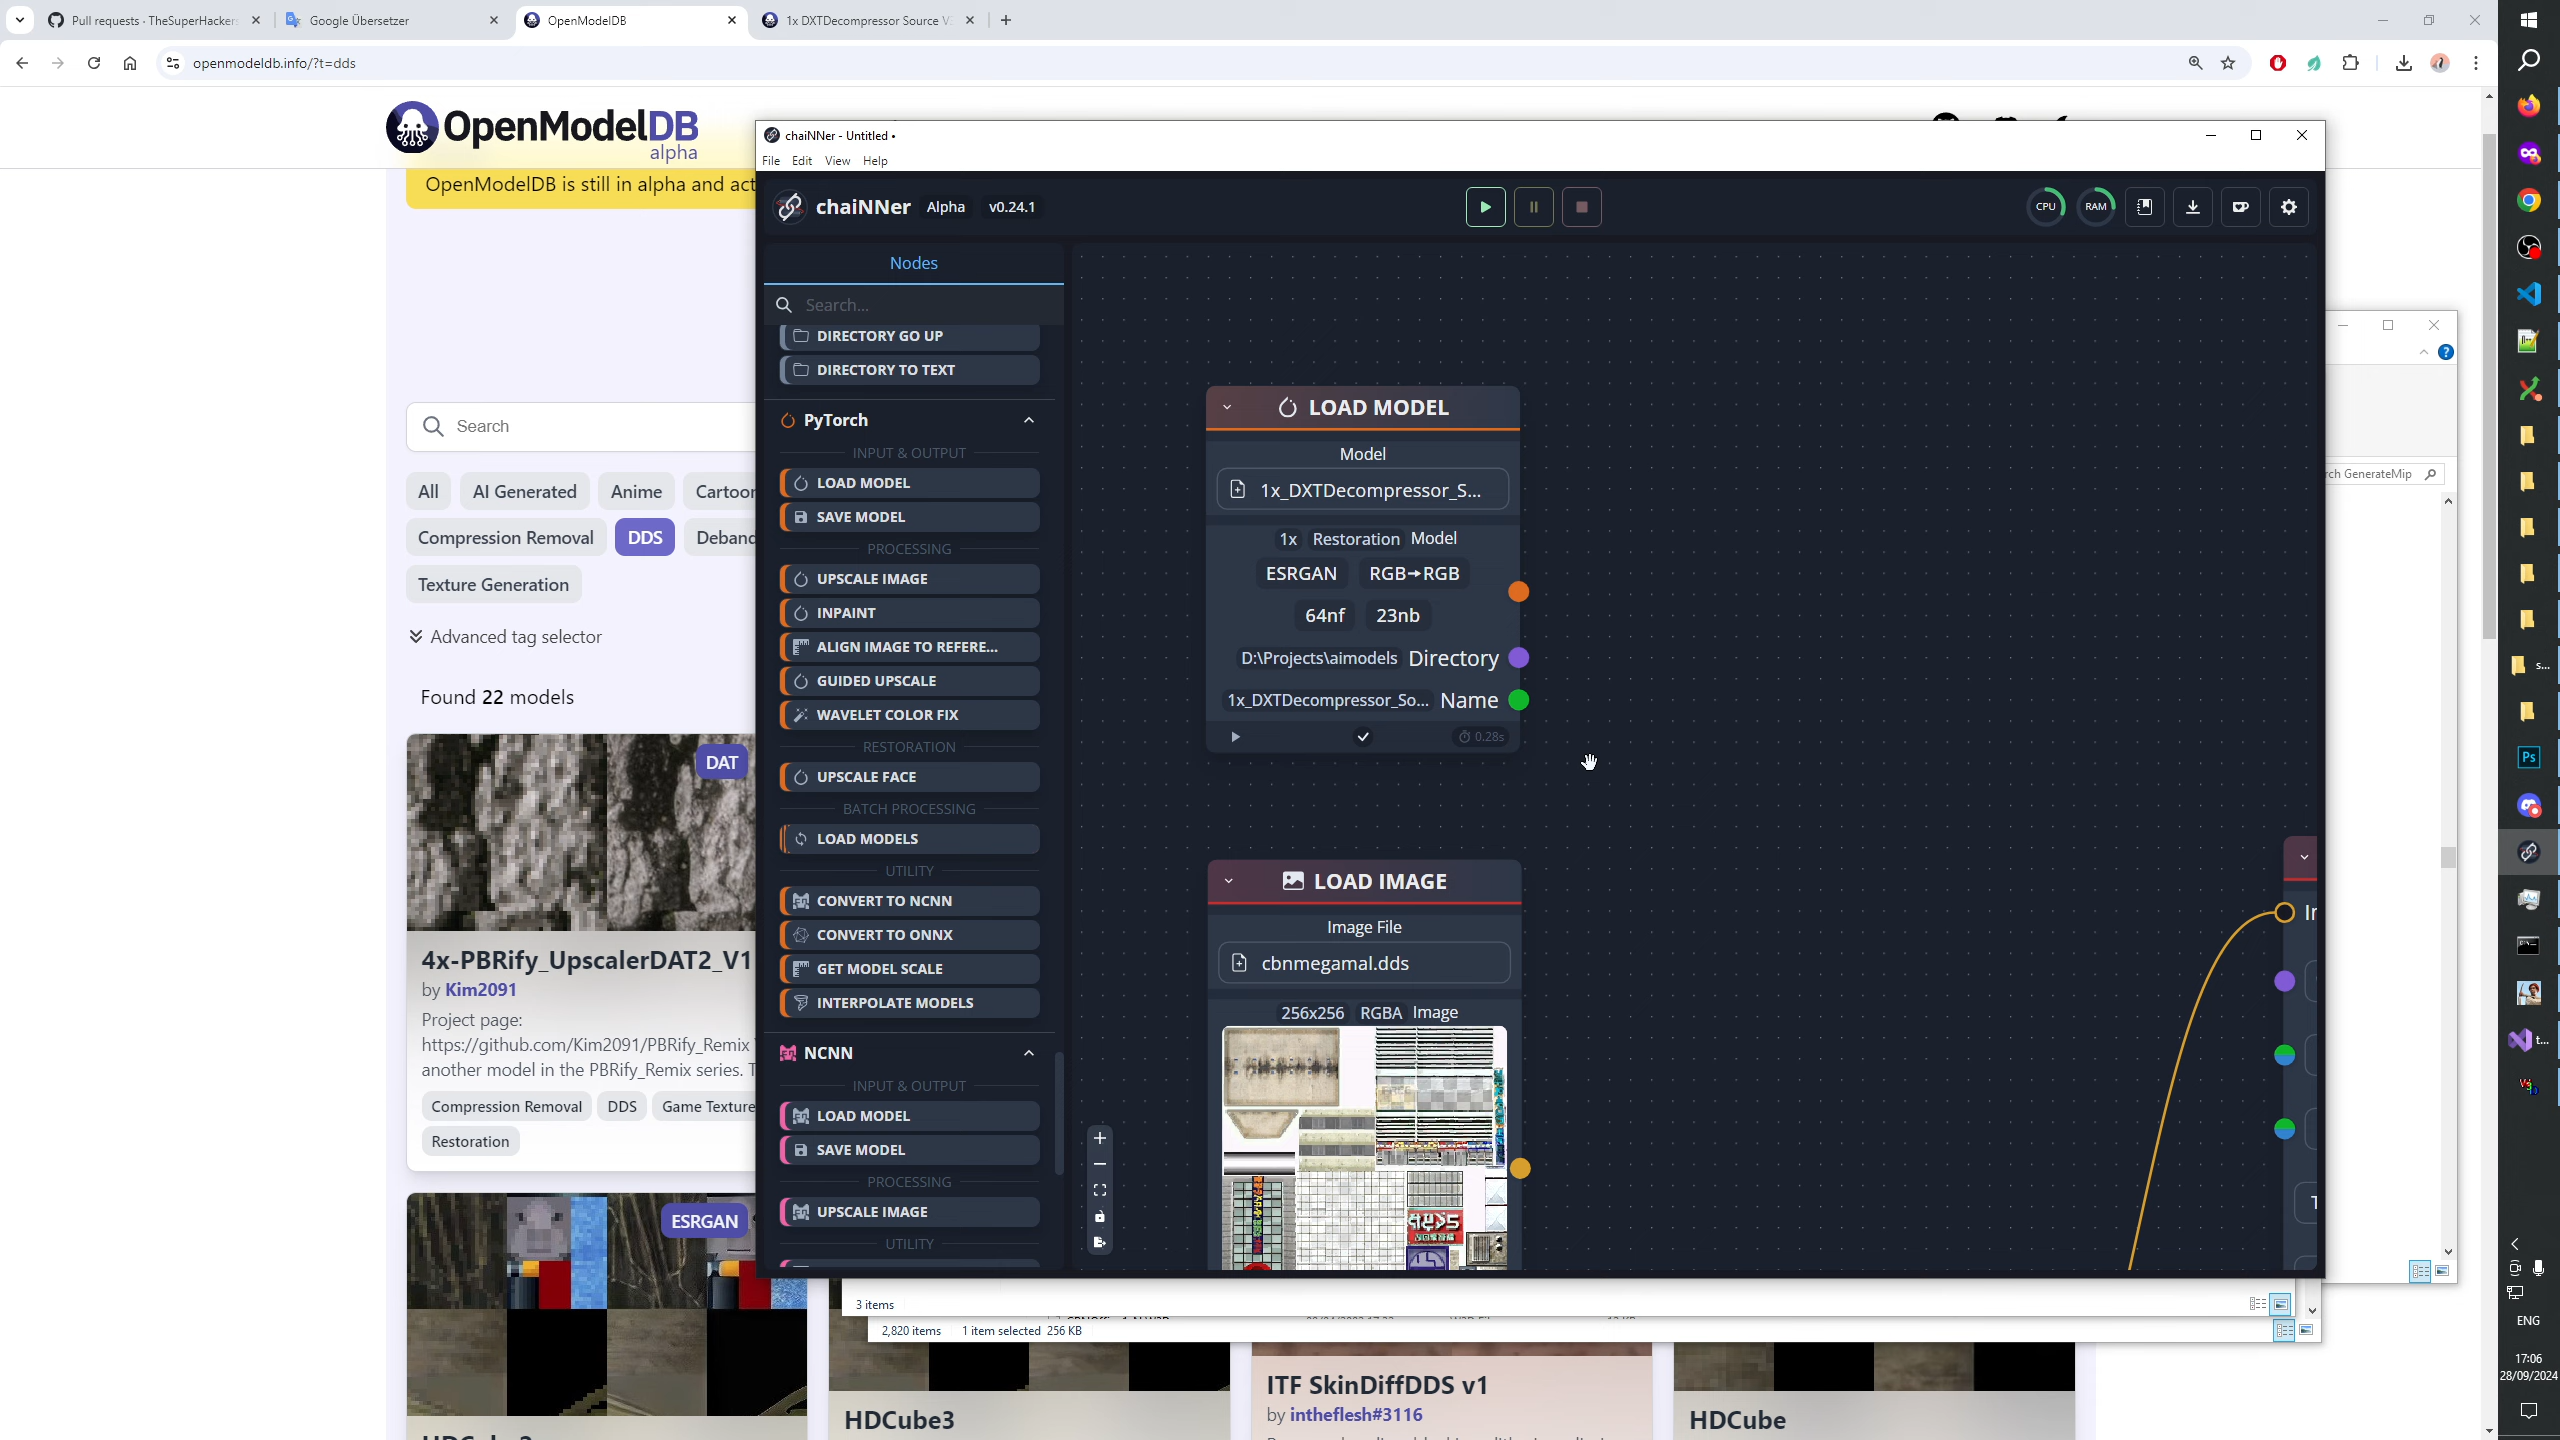 Pull requests · TheSuperHacker
Google Übersetzer
OpenModelDB
1x DXTDecompressor Source V
openmodeldb.info/?t=dds
OpenModelDB
alpha
OpenModelDB is still in alpha and act
Search
All
AI Generated
Anime
Cartoon
Compression Removal
DDS
Deband
Texture Generation
Advanced tag selector
Found 22 models
DAT
4x-PBRify_UpscalerDAT2_V1
by Kim2091
Project page:
https://github.com/Kim2091/PBRify_Remix
another model in the PBRify_Remix series. T
Compression Removal
DDS
Game Texture
Restoration
ESRGAN
chaiNNer - Untitled •
File
Edit
View
Help
chaiNNer
Alpha
v0.24.1
CPU
RAM
Nodes
Search...
DIRECTORY GO UP
DIRECTORY TO TEXT
PyTorch
INPUT & OUTPUT
LOAD MODEL
SAVE MODEL
PROCESSING
UPSCALE IMAGE
INPAINT
ALIGN IMAGE TO REFERE...
GUIDED UPSCALE
WAVELET COLOR FIX
RESTORATION
UPSCALE FACE
BATCH PROCESSING
LOAD MODELS
UTILITY
CONVERT TO NCNN
CONVERT TO ONNX
GET MODEL SCALE
INTERPOLATE MODELS
NCNN
INPUT & OUTPUT
LOAD MODEL
SAVE MODEL
PROCESSING
UPSCALE IMAGE
UTILITY
LOAD MODEL
Model
1x_DXTDecompressor_S...
1x Restoration Model
ESRGAN RGB→RGB
64nf 23nb
D:\Projects\aimodels Directory
1x_DXTDecompressor_So... Name
0.28s
LOAD IMAGE
Image File
cbnmegamal.dds
256x256 RGBA Image
rch GenerateMip
3 items
2,820 items
1 item selected 256 KB
HDCube3
ITF SkinDiffDDS v1
by intheflesh#3116
HDCube
Ps
s...
t...
ENG
17:06
28/09/2024